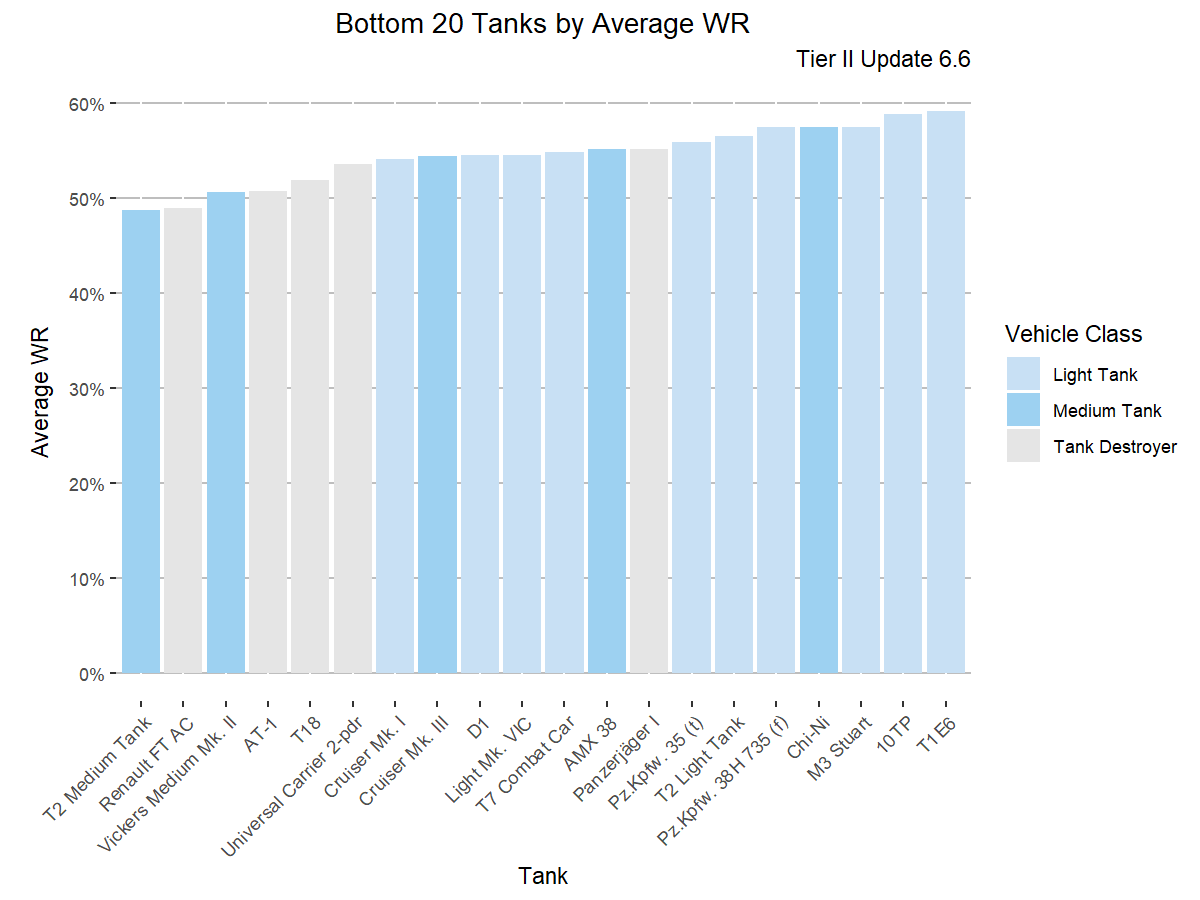 Bottom 20 Tanks by Average WR
Tier II Update 6.6
60%
50%
40%
30%
20%
10%
0%
Average WR
T2 Medium Tank
Renault FT AC
Vickers Medium Mk. II
AT-1
T18
Universal Carrier 2-pdr
Cruiser Mk. I
Cruiser Mk. III
D1
Light Mk. VIC
T7 Combat Car
AMX 38
Panzerjäger I
Pz.Kpfw. 35 (t)
T2 Light Tank
Pz.Kpfw. 38H 735 (f)
Chi-Ni
M3 Stuart
10TP
T1E6
Tank
Vehicle Class
Light Tank
Medium Tank
Tank Destroyer